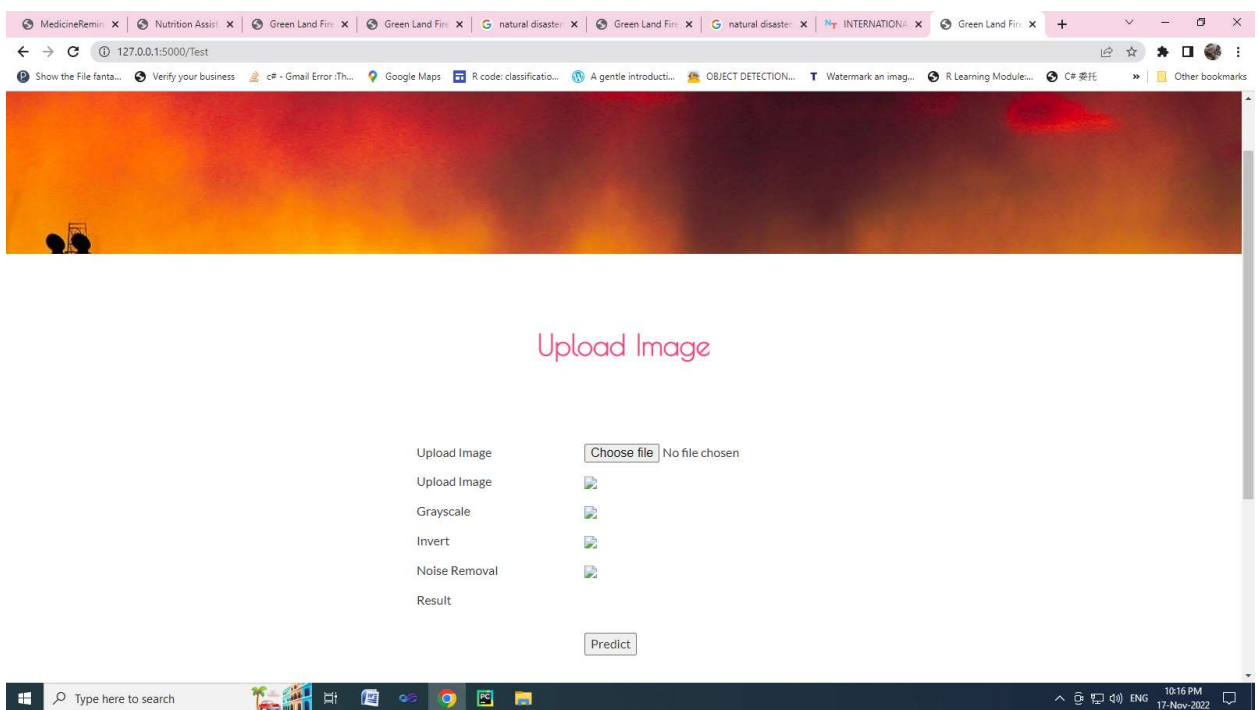 MedicineRemin
Nutrition Assist.
Green Land Fire
Green Land Fire
natural disaster
Green Land Fire
natural disaster
INTERNATIONA
Green Land Fire
127.0.0.1:5000/Test
Show the File fanta...
Verify your business
c# - Gmail Error :Th...
Google Maps
R code: classificatio...
A gentle introducti...
OBJECT DETECTION...
Watermark an imag...
R Learning Module:...
C# 委托
»
Other bookmarks
Upload Image
Upload Image Choose file No file chosen
Upload Image
Grayscale
Invert
Noise Removal
Result
Predict
Type here to search
ENG
10:16 PM
17-Nov-2022